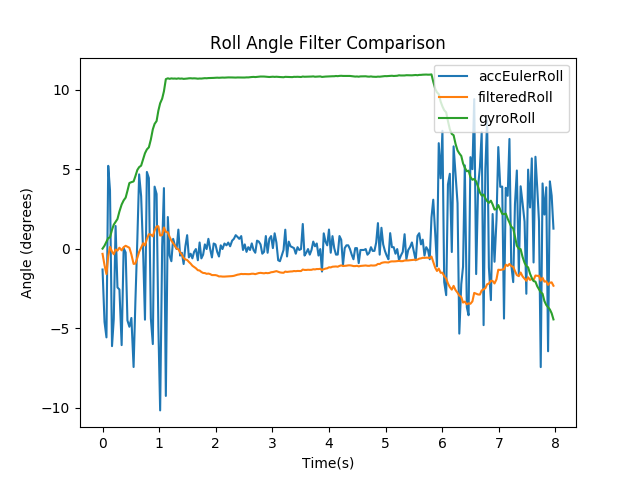 Roll Angle Filter Comparison
accEulerRoll
filteredRoll
gyroRoll
Angle (degrees)
10
5
0
−5
−10
0 1 2 3 4 5 6 7 8
Time(s)